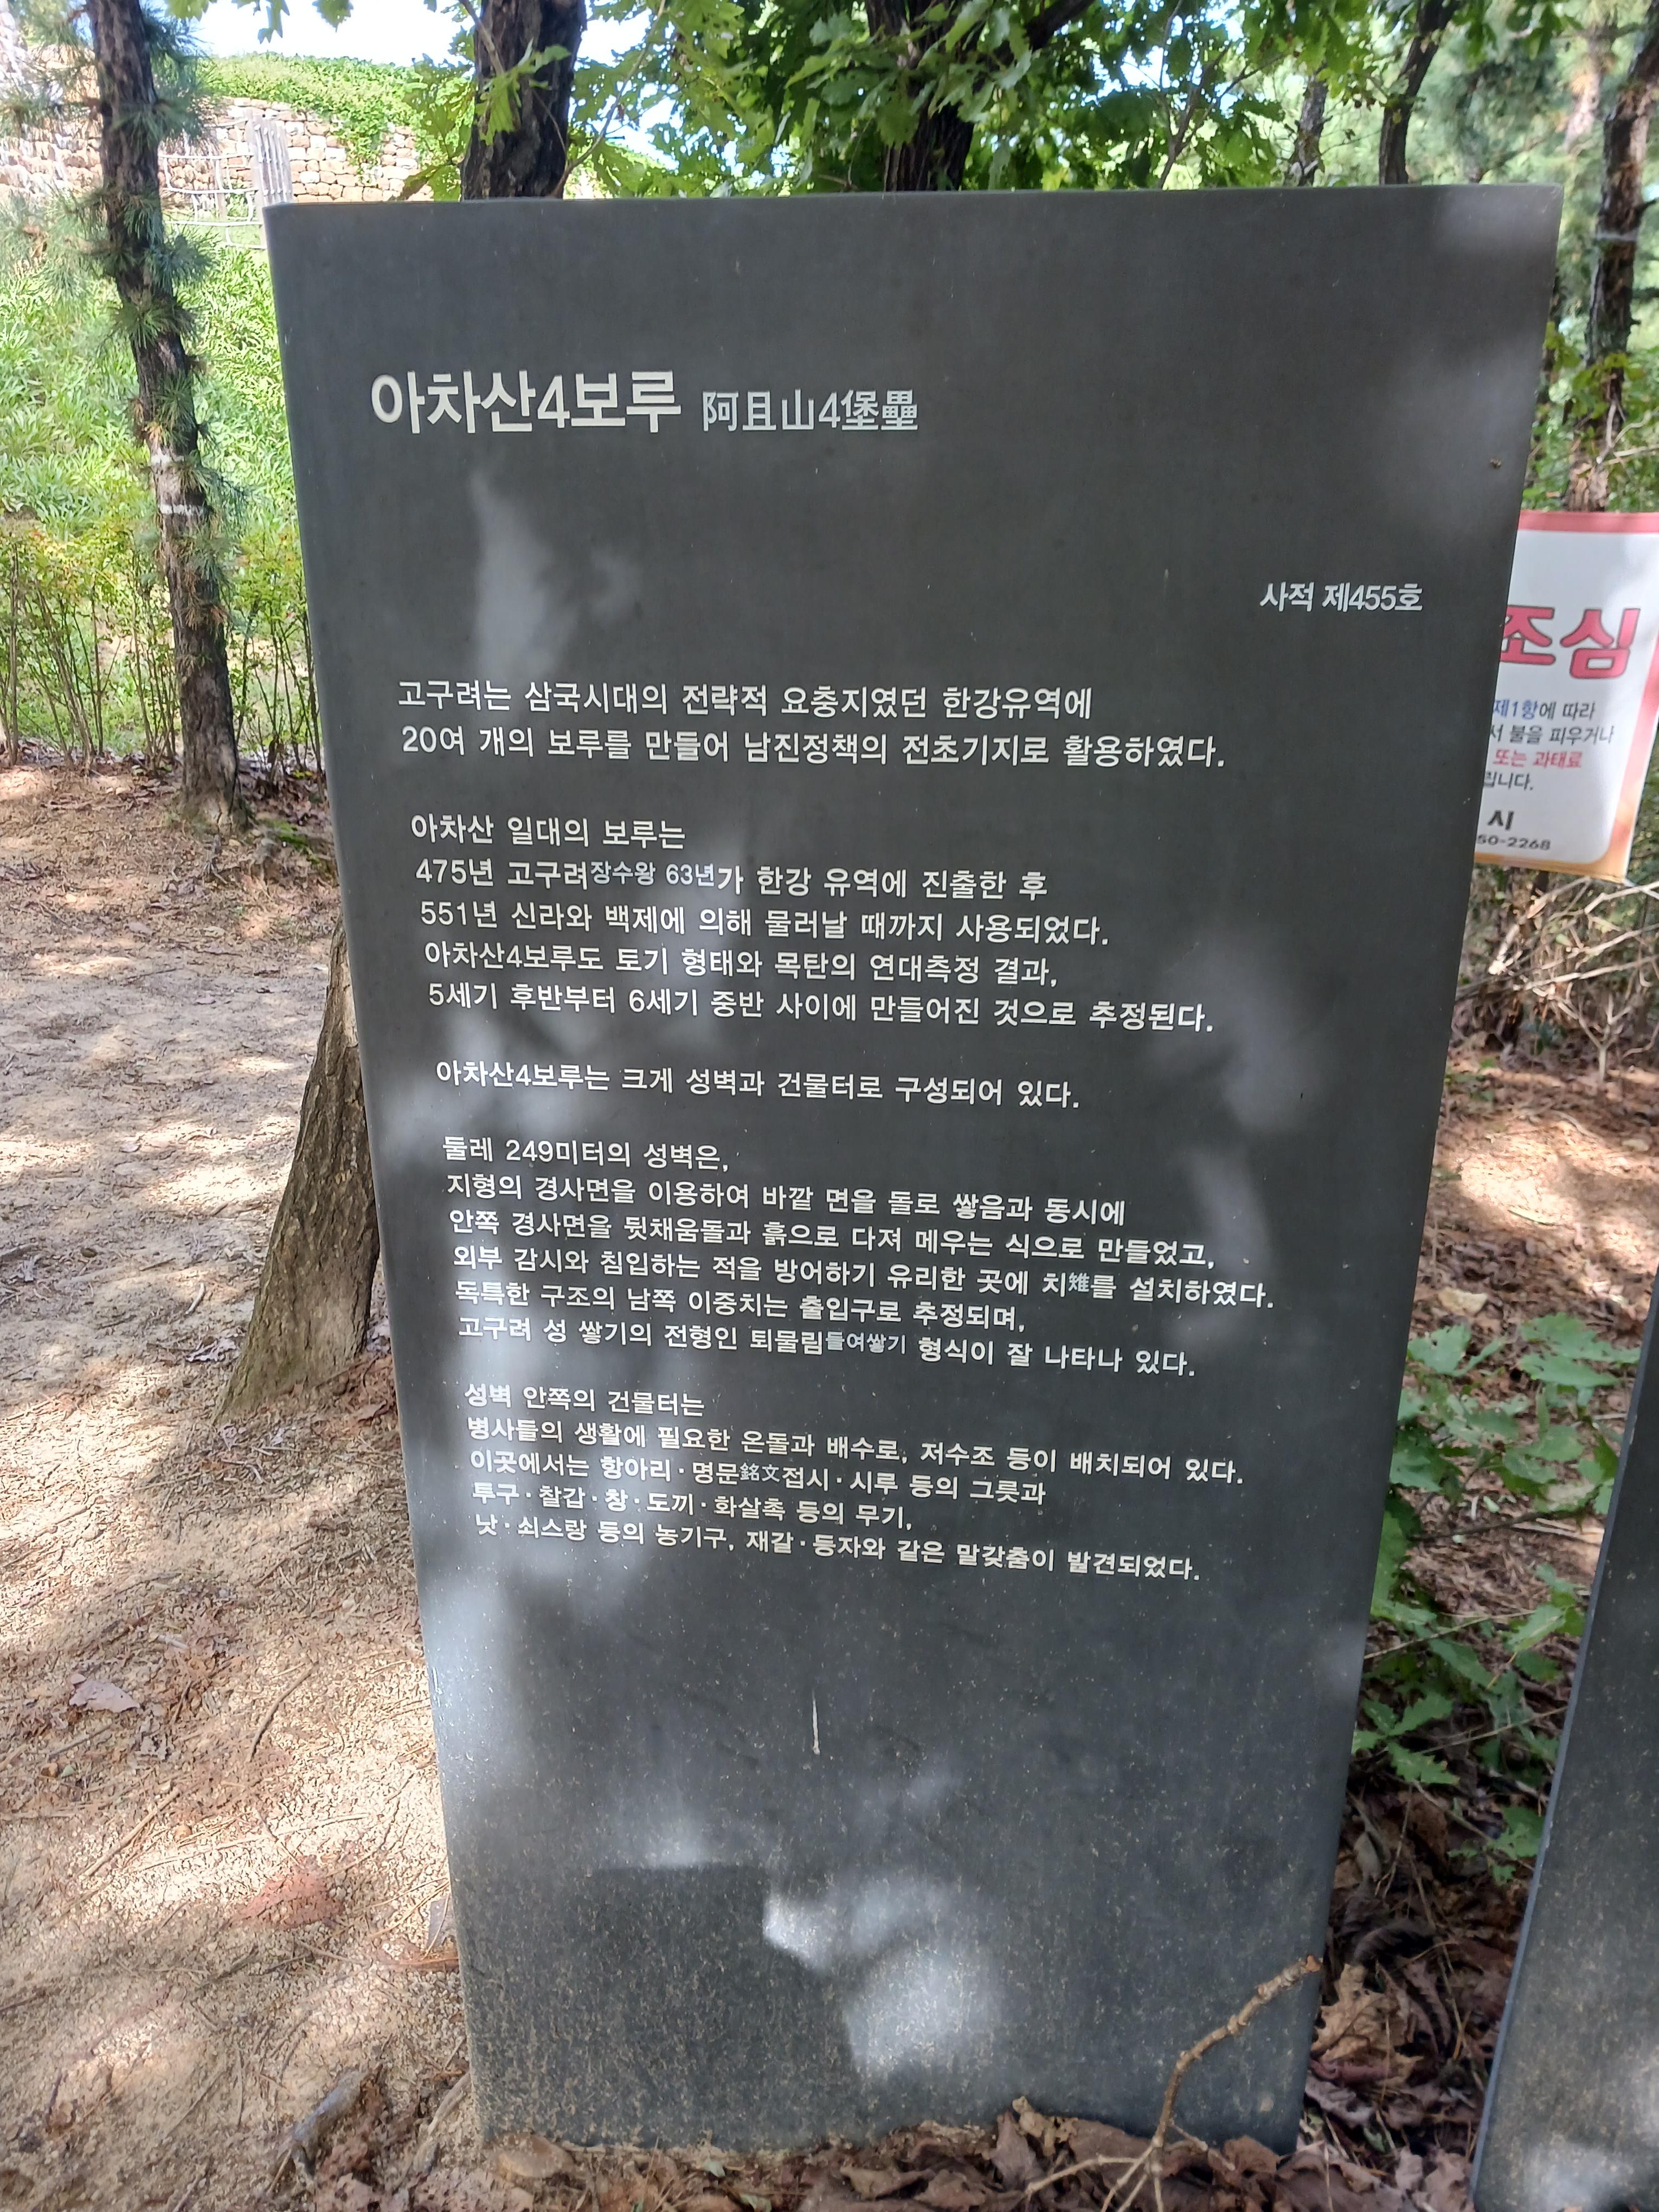 아차산4보루 阿且山4堡壘
사적 제455호
고구려는 삼국시대의 전략적 요충지였던 한강유역에
20여 개의 보루를 만들어 남진정책의 전초기지로 활용하였다.
아차산 일대의 보루는
475년 고구려장수왕 63년가 한강 유역에 진출한 후
551년 신라와 백제에 의해 물러날 때까지 사용되었다.
아차산4보루도 토기 형태와 목탄의 연대측정 결과,
5세기 후반부터 6세기 중반 사이에 만들어진 것으로 추정된다.
아차산4보루는 크게 성벽과 건물터로 구성되어 있다.
둘레 249미터의 성벽은,
지형의 경사면을 이용하여 바깥 면을 돌로 쌓음과 동시에
안쪽 경사면을 뒷채움돌과 흙으로 다져 메우는 식으로 만들었고,
외부 감시와 침입하는 적을 방어하기 유리한 곳에 치雉를 설치하였다.
독특한 구조의 남쪽 이중치는 출입구로 추정되며,
고구려 성 쌓기의 전형인 퇴물림들여쌓기 형식이 잘 나타나 있다.
성벽 안쪽의 건물터는
병사들의 생활에 필요한 온돌과 배수로, 저수조 등이 배치되어 있다.
이곳에서는 항아리·명문銘文접시·시루 등의 그릇과
투구·찰갑·창·도끼·화살촉 등의 무기,
낫·쇠스랑 등의 농기구, 재갈·등자와 같은 말갖춤이 발견되었다.
조심
제1항에 따라
서 불을 피우거나
또는 과태료
립니다.
시
50-2268